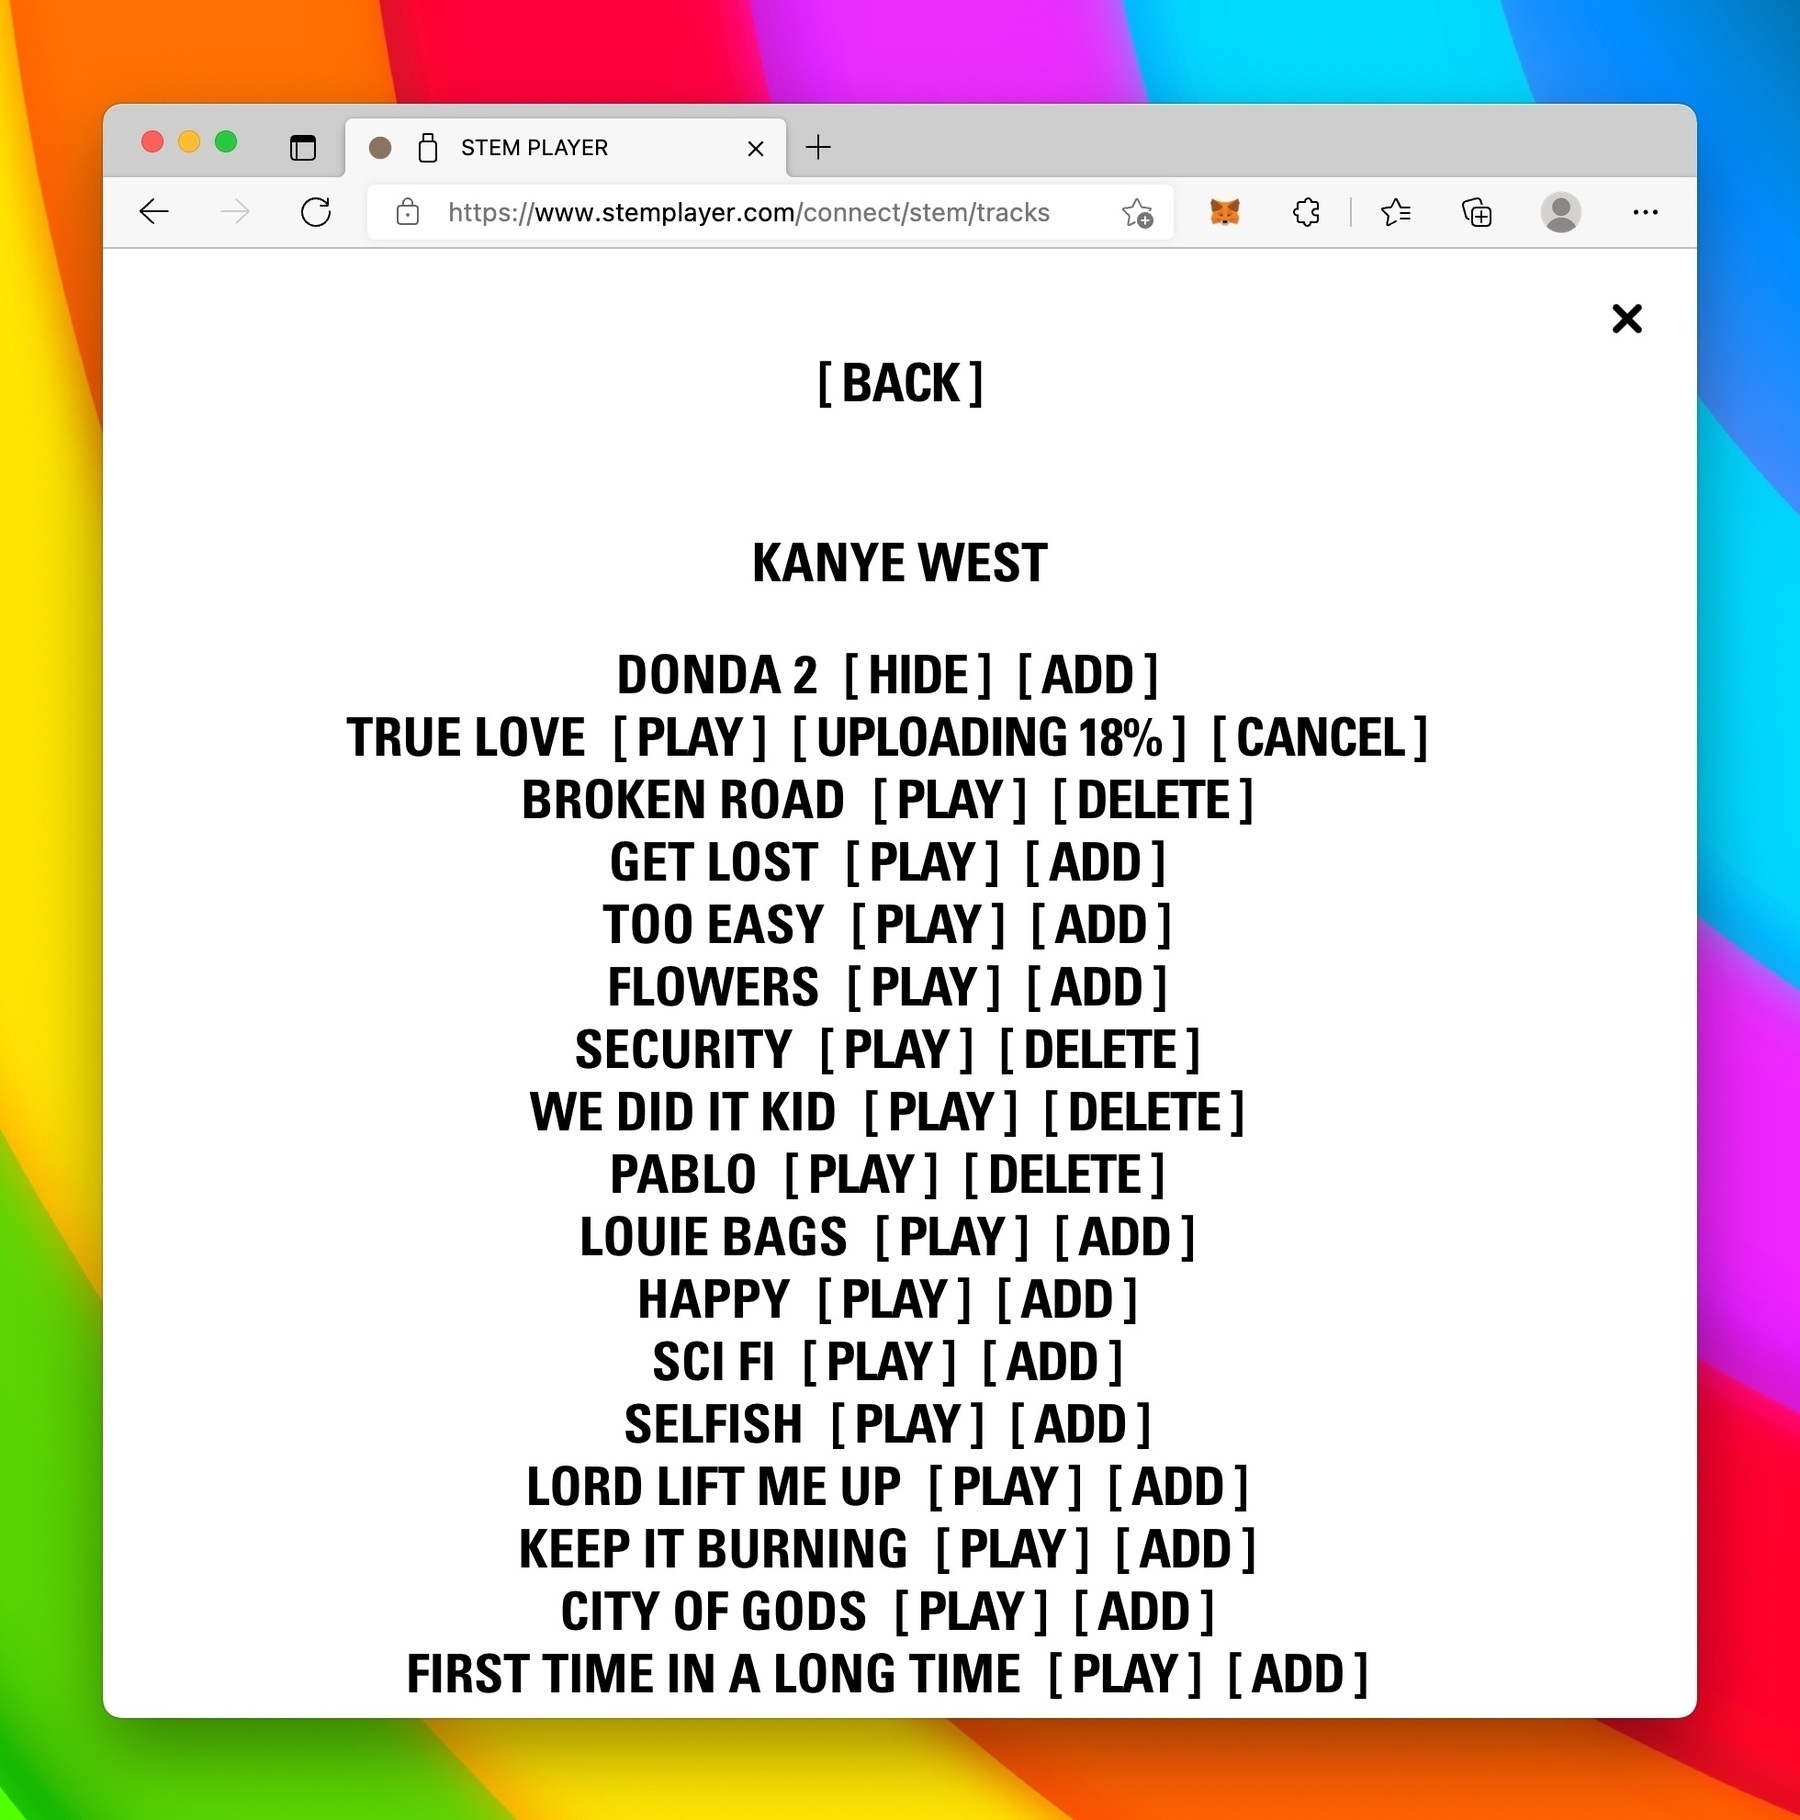 STEM PLAYER
https://www.stemplayer.com/connect/stem/tracks
[BACK]
KANYE WEST
DONDA 2 [HIDE] [ADD]
TRUE LOVE [PLAY] [UPLOADING 18%] [CANCEL]
BROKEN ROAD [PLAY] [DELETE]
GET LOST [PLAY] [ADD]
TOO EASY [PLAY] [ADD]
FLOWERS [PLAY] [ADD]
SECURITY [PLAY] [DELETE]
WE DID IT KID [PLAY] [DELETE]
PABLO [PLAY] [DELETE]
LOUIE BAGS [PLAY] [ADD]
HAPPY [PLAY] [ADD]
SCI FI [PLAY] [ADD]
SELFISH [PLAY] [ADD]
LORD LIFT ME UP [PLAY] [ADD]
KEEP IT BURNING [PLAY] [ADD]
CITY OF GODS [PLAY] [ADD]
FIRST TIME IN A LONG TIME [PLAY] [ADD]